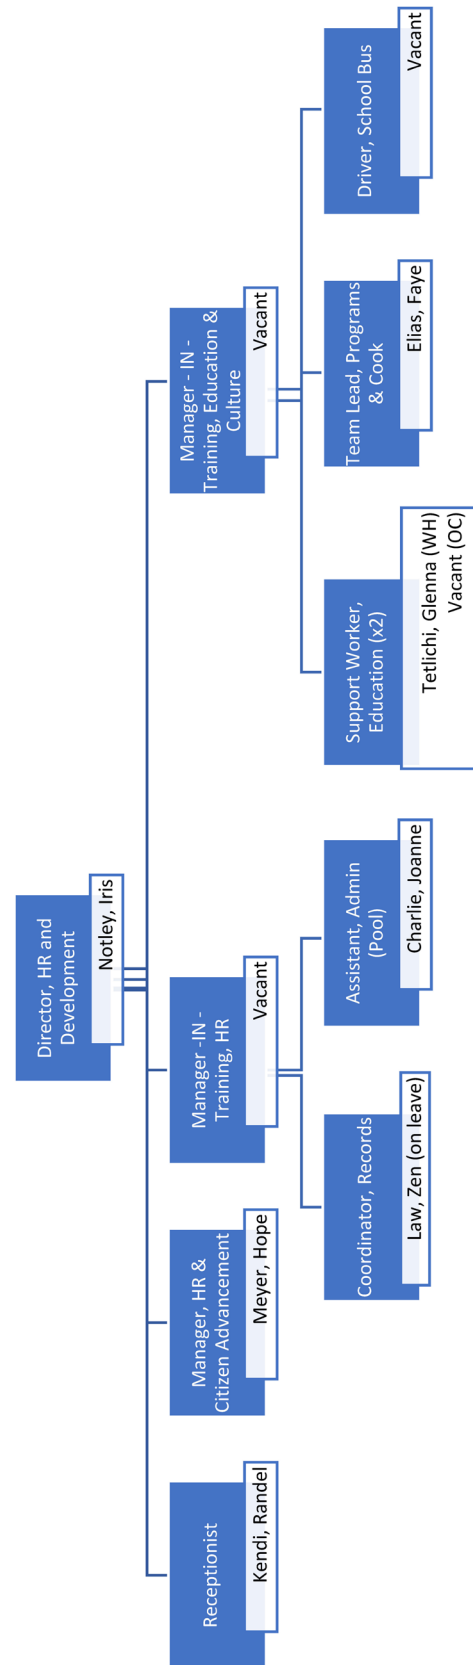 Director, HR and
Development
Notley, Iris
Receptionist
Kendi, Randel
Manager, HR &
Citizen Advancement
Meyer, Hope
Manager -IN -
Training, HR
Vacant
Manager - IN -
Training, Education &
Culture
Vacant
Coordinator, Records
Law, Zen (on leave)
Assistant, Admin
(Pool)
Charlie, Joanne
Support Worker,
Education (x2)
Tetlichi, Glenna (WH)
Vacant (OC)
Team Lead, Programs
& Cook
Elias, Faye
Driver, School Bus
Vacant